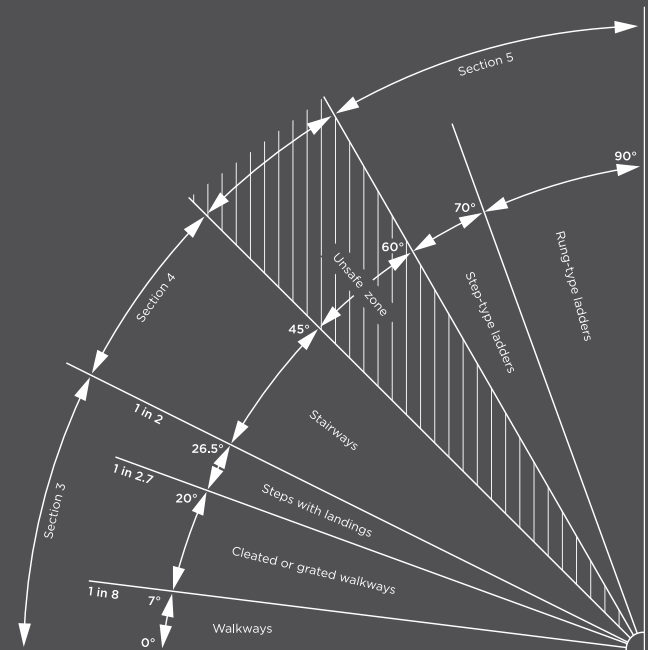 Section 5
90°
70°
60°
Unsafe zone
Rung-type ladders
Step-type ladders
Section 4
45°
1 in 2
Stairways
26.5°
1 in 2.7
20°
Steps with landings
Section 3
Cleated or grated walkways
1 in 8
7°
Walkways
0°